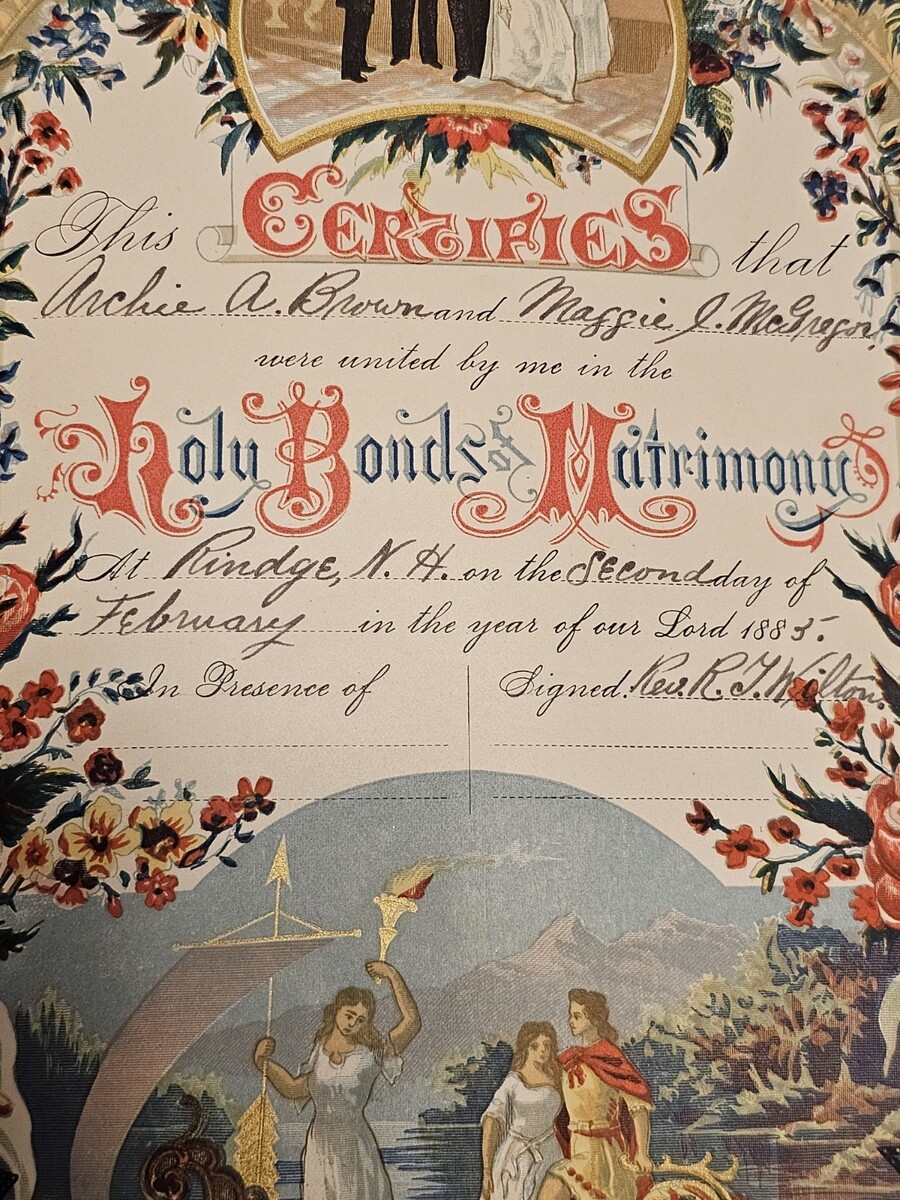 This Certifies that
Archie A. Brown and Maggie J. McGregor.
were united by me in the
Holy Bonds of Matrimony
At Rindge, N. H. on the Second day of
February in the year of our Lord 1885.
In Presence of
Signed. Rev. R. T. Wilton.